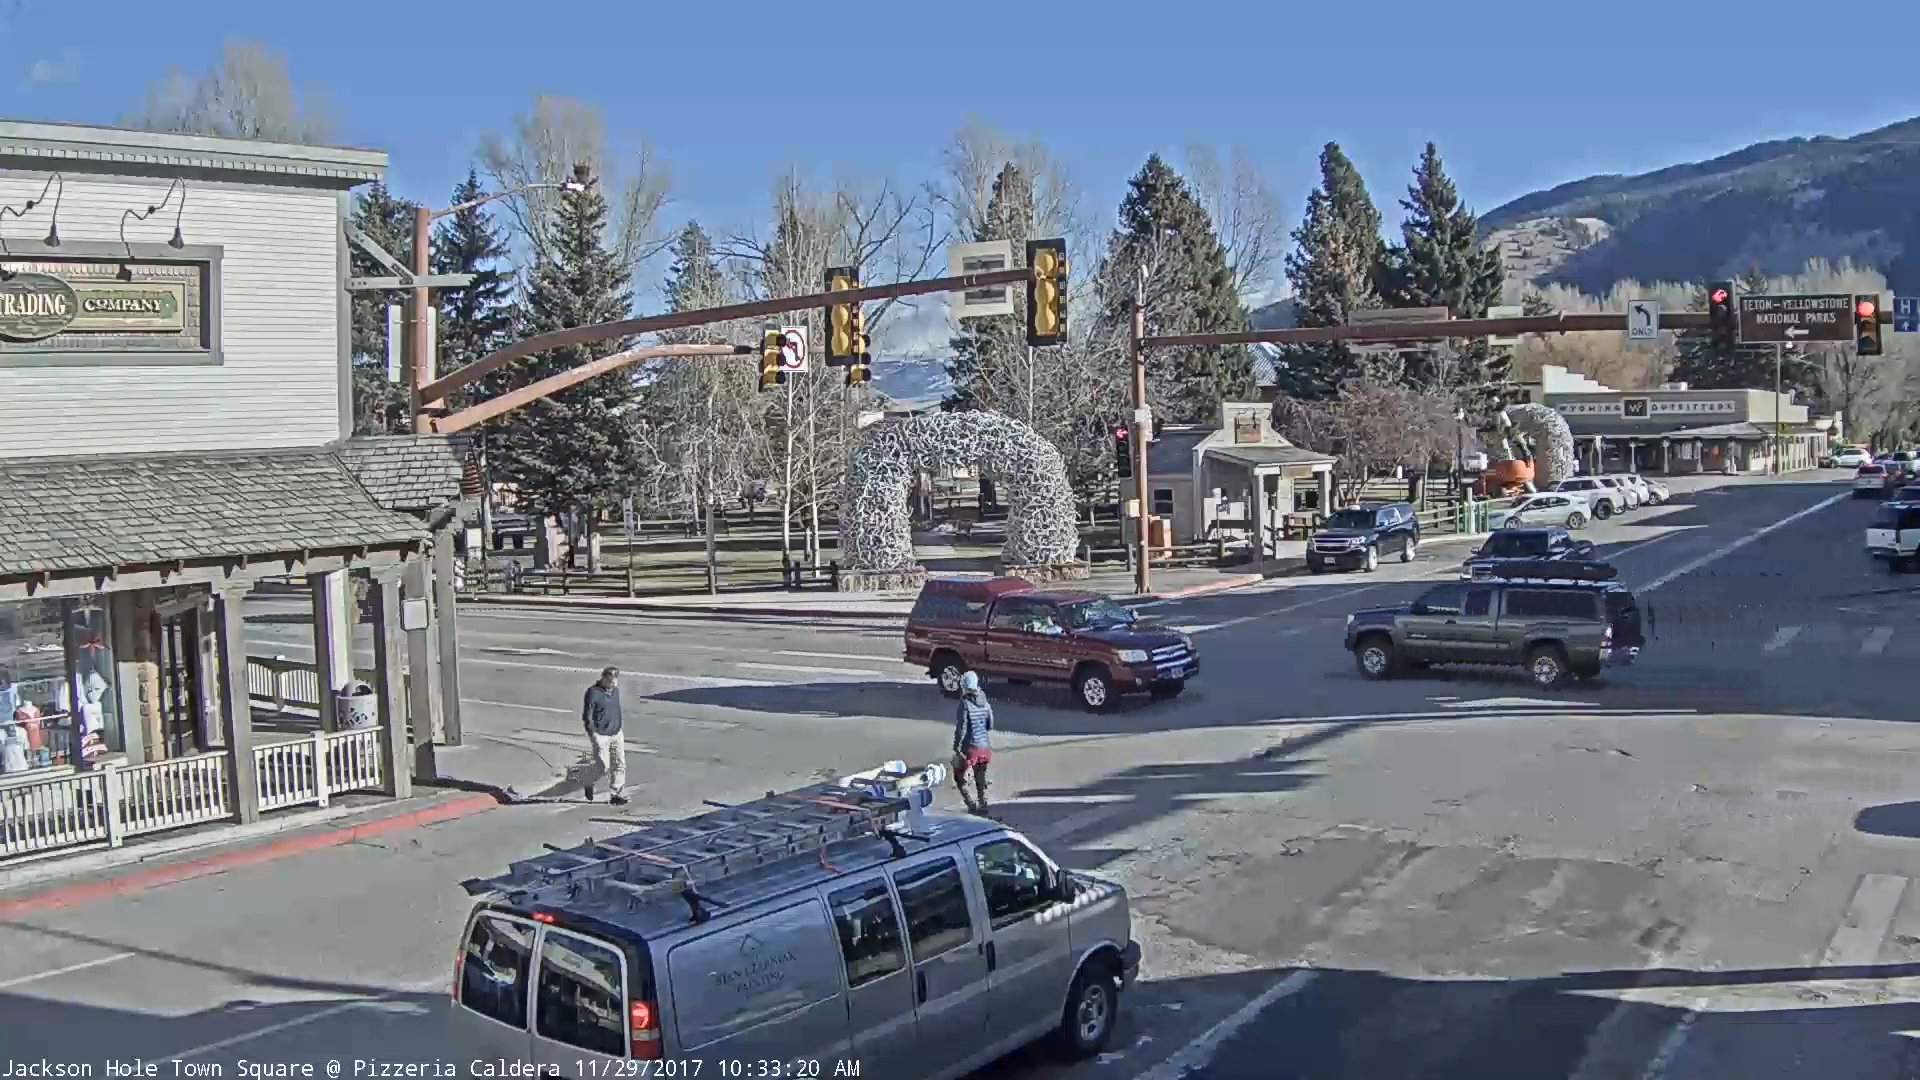 TRADING
COMPANY
ONLY
TETON-YELLOWSTONE
NATIONAL PARKS
H
WYOMING OUTFITTERS
PAINTING
Jackson Hole Town Square @ Pizzeria Caldera 11/29/2017 10:33:20 AM